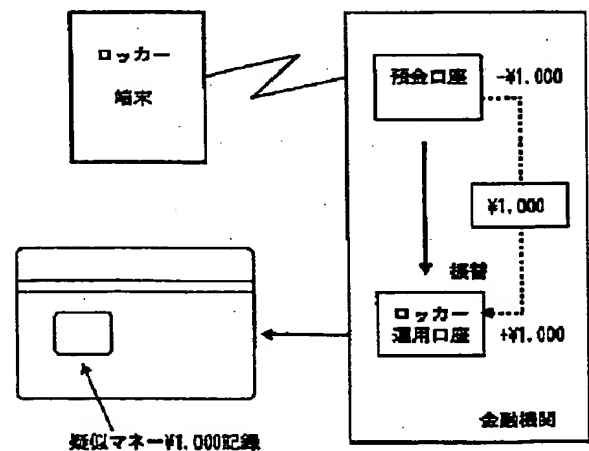 ロッカー
端末
預金口座
-¥1.000
¥1,000
振替
ロッカー
運用口座
+¥1.000
金融機関
疑似マネー¥1.000記録